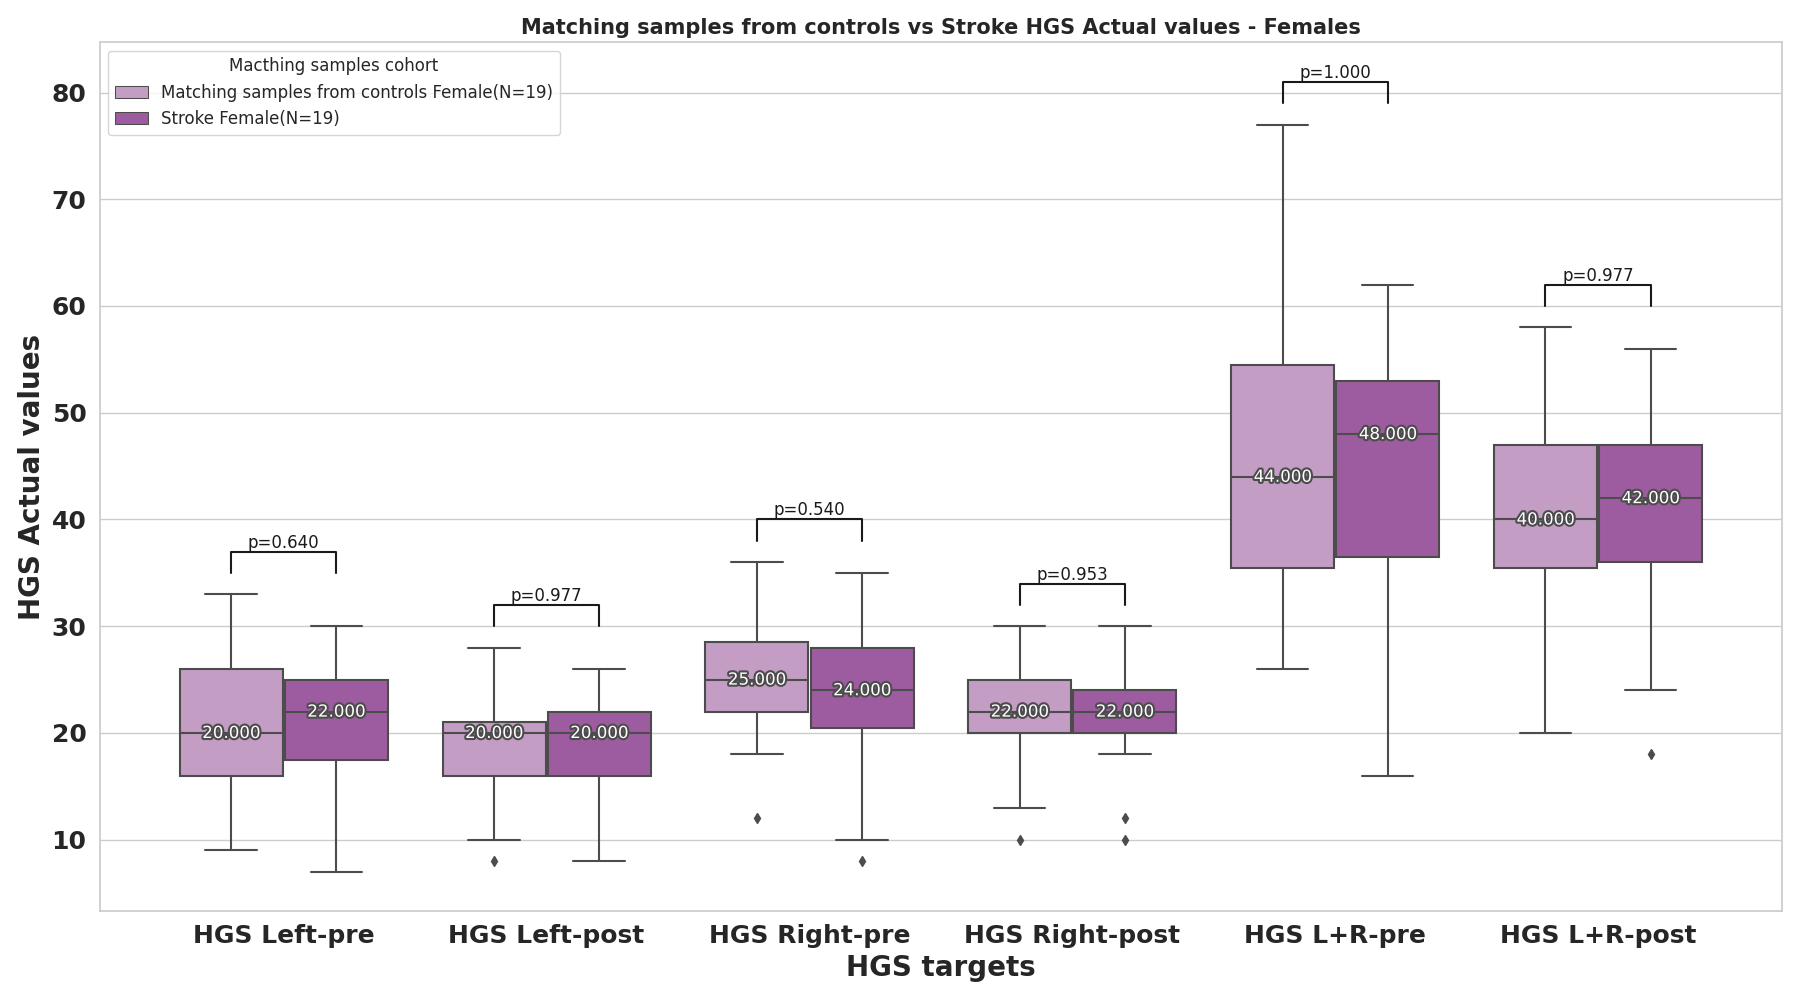 Matching samples from controls vs Stroke HGS Actual values - Females
Macthing samples cohort
Matching samples from controls Female(N=19)
Stroke Female(N=19)
HGS Actual values
80
70
60
50
40
30
20
10
p=0.640
p=0.977
p=0.540
p=0.953
p=1.000
p=0.977
20.000
22.000
20.000
20.000
25.000
24.000
22.000
22.000
44.000
48.000
40.000
42.000
HGS Left-pre
HGS Left-post
HGS Right-pre
HGS Right-post
HGS L+R-pre
HGS L+R-post
HGS targets